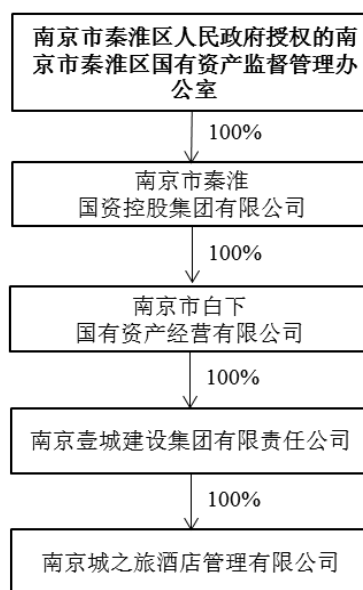 南京市秦淮区人民政府授权的南
京市秦淮区国有资产监督管理办
公室
100%
南京市秦淮
国资控股集团有限公司
100%
南京市白下
国有资产经营有限公司
100%
南京壹城建设集团有限责任公司
100%
南京城之旅酒店管理有限公司